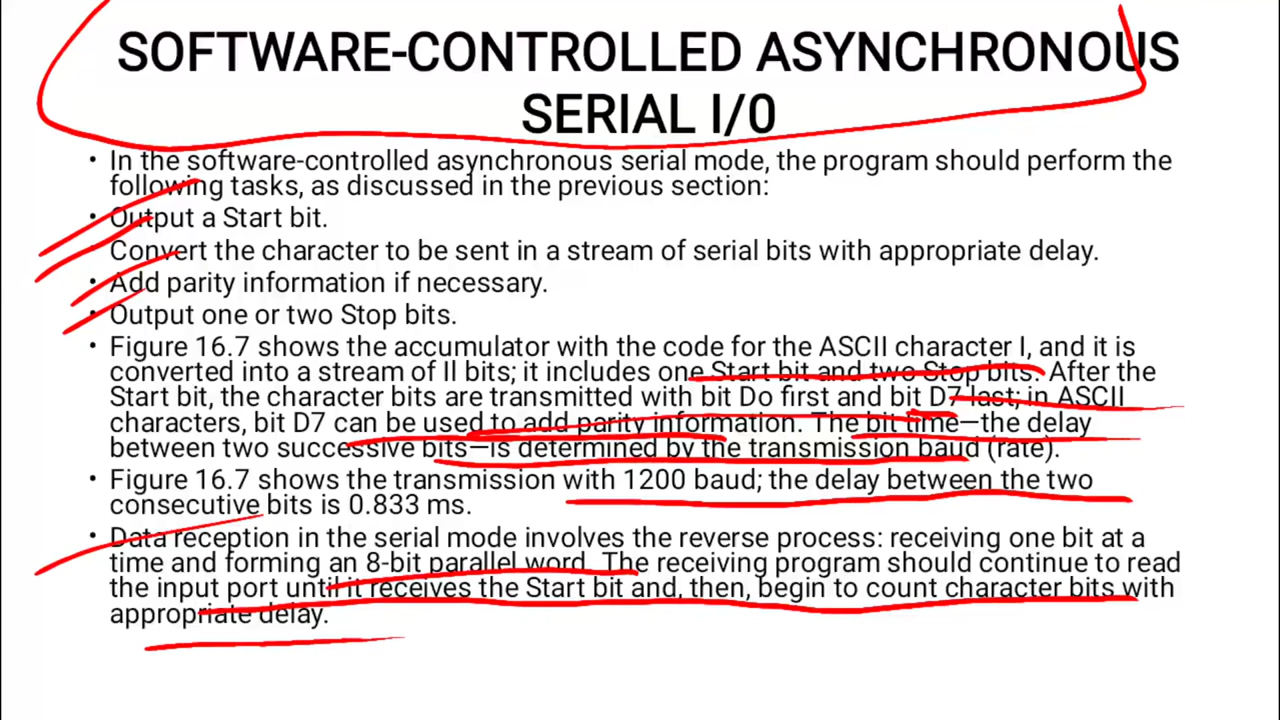 SOFTWARE-CONTROLLED ASYNCHRONOUS
SERIAL I/0
• In the software-controlled asynchronous serial mode, the program should perform the
following tasks, as discussed in the previous section:
• Output a Start bit.
• Convert the character to be sent in a stream of serial bits with appropriate delay.
• Add parity information if necessary.
• Output one or two Stop bits.
• Figure 16.7 shows the accumulator with the code for the ASCII character I, and it is
converted into a stream of II bits; it includes one Start bit and two Stop bits. After the
Start bit, the character bits are transmitted with bit Do first and bit D7 last; in ASCII
characters, bit D7 can be used to add parity information. The bit time—the delay
between two successive bits—is determined by the transmission baud (rate).
• Figure 16.7 shows the transmission with 1200 baud; the delay between the two
consecutive bits is 0.833 ms.
• Data reception in the serial mode involves the reverse process: receiving one bit at a
time and forming an 8-bit parallel word. The receiving program should continue to read
the input port until it receives the Start bit and, then, begin to count character bits with
appropriate delay.